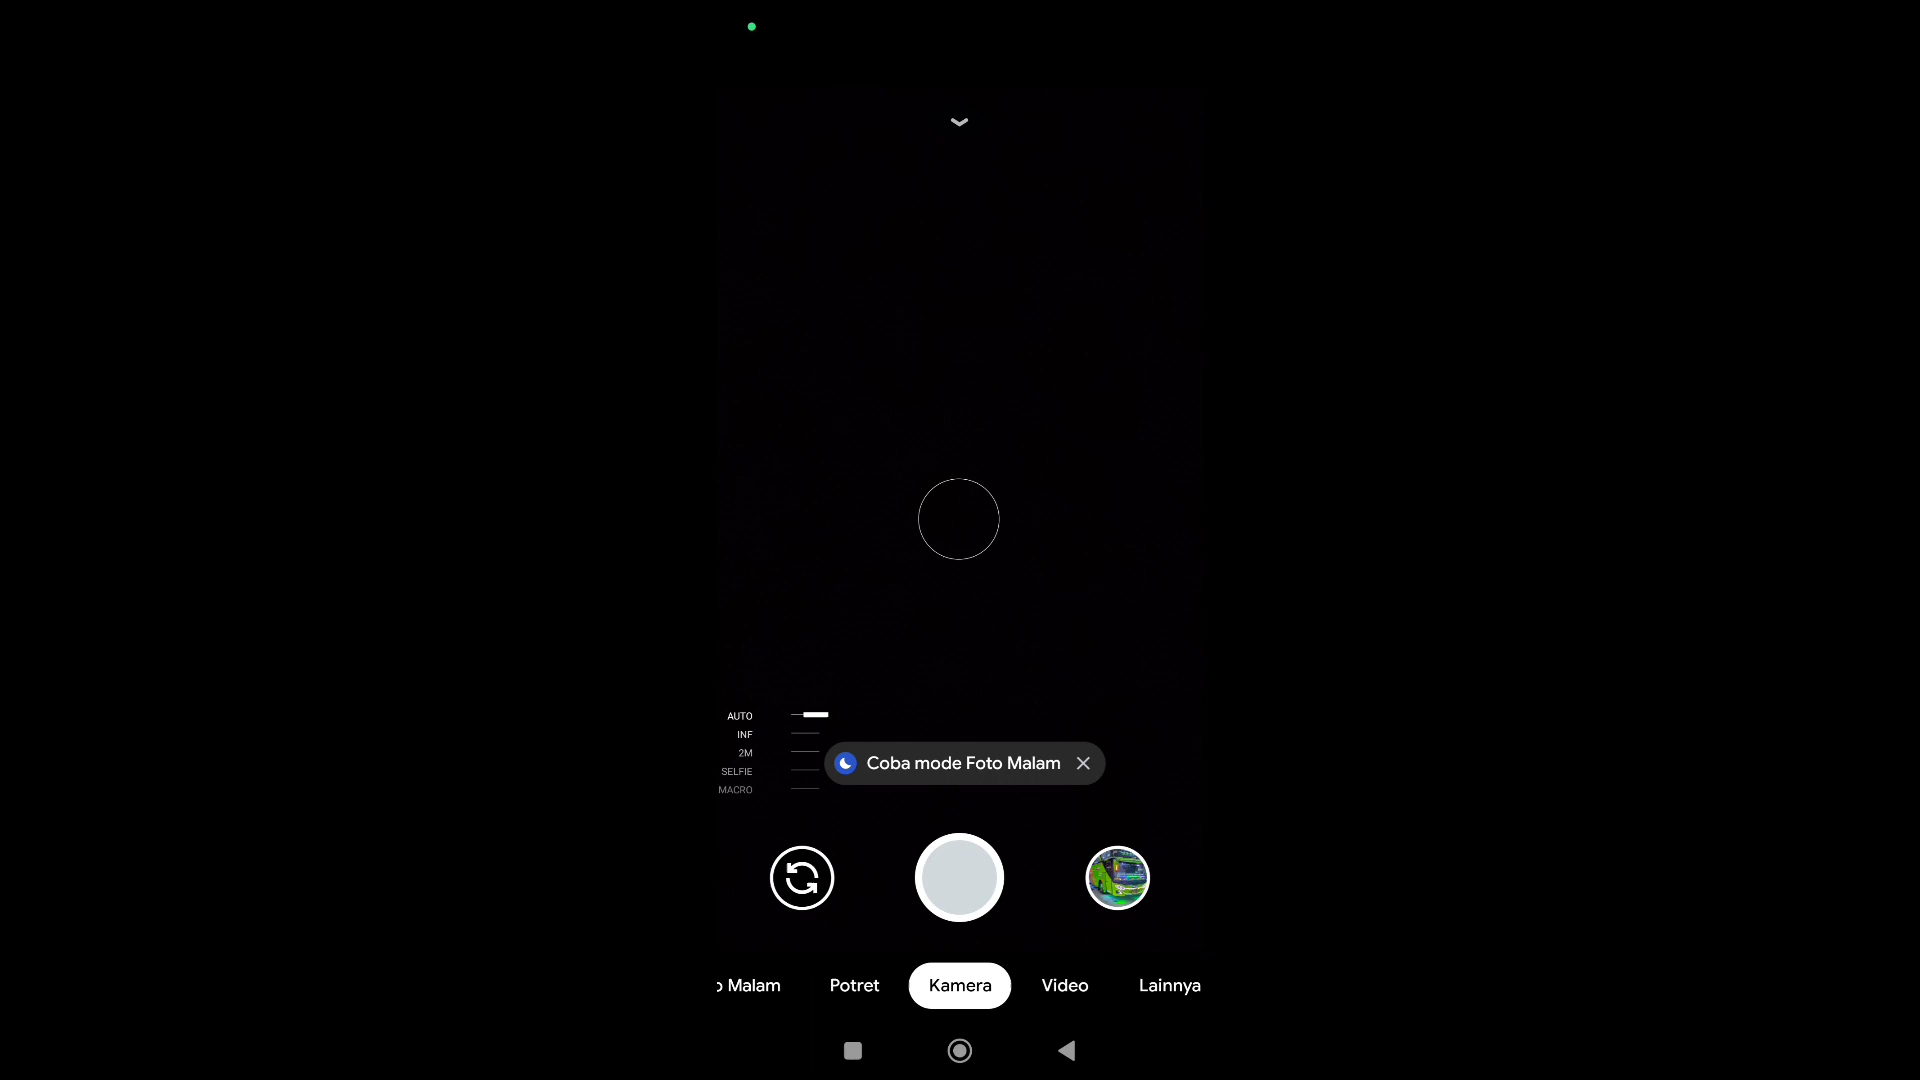 AUTO
INF
2M
SELFIE
MACRO
Coba mode Foto Malam
o Malam Potret Kamera Video Lainnya